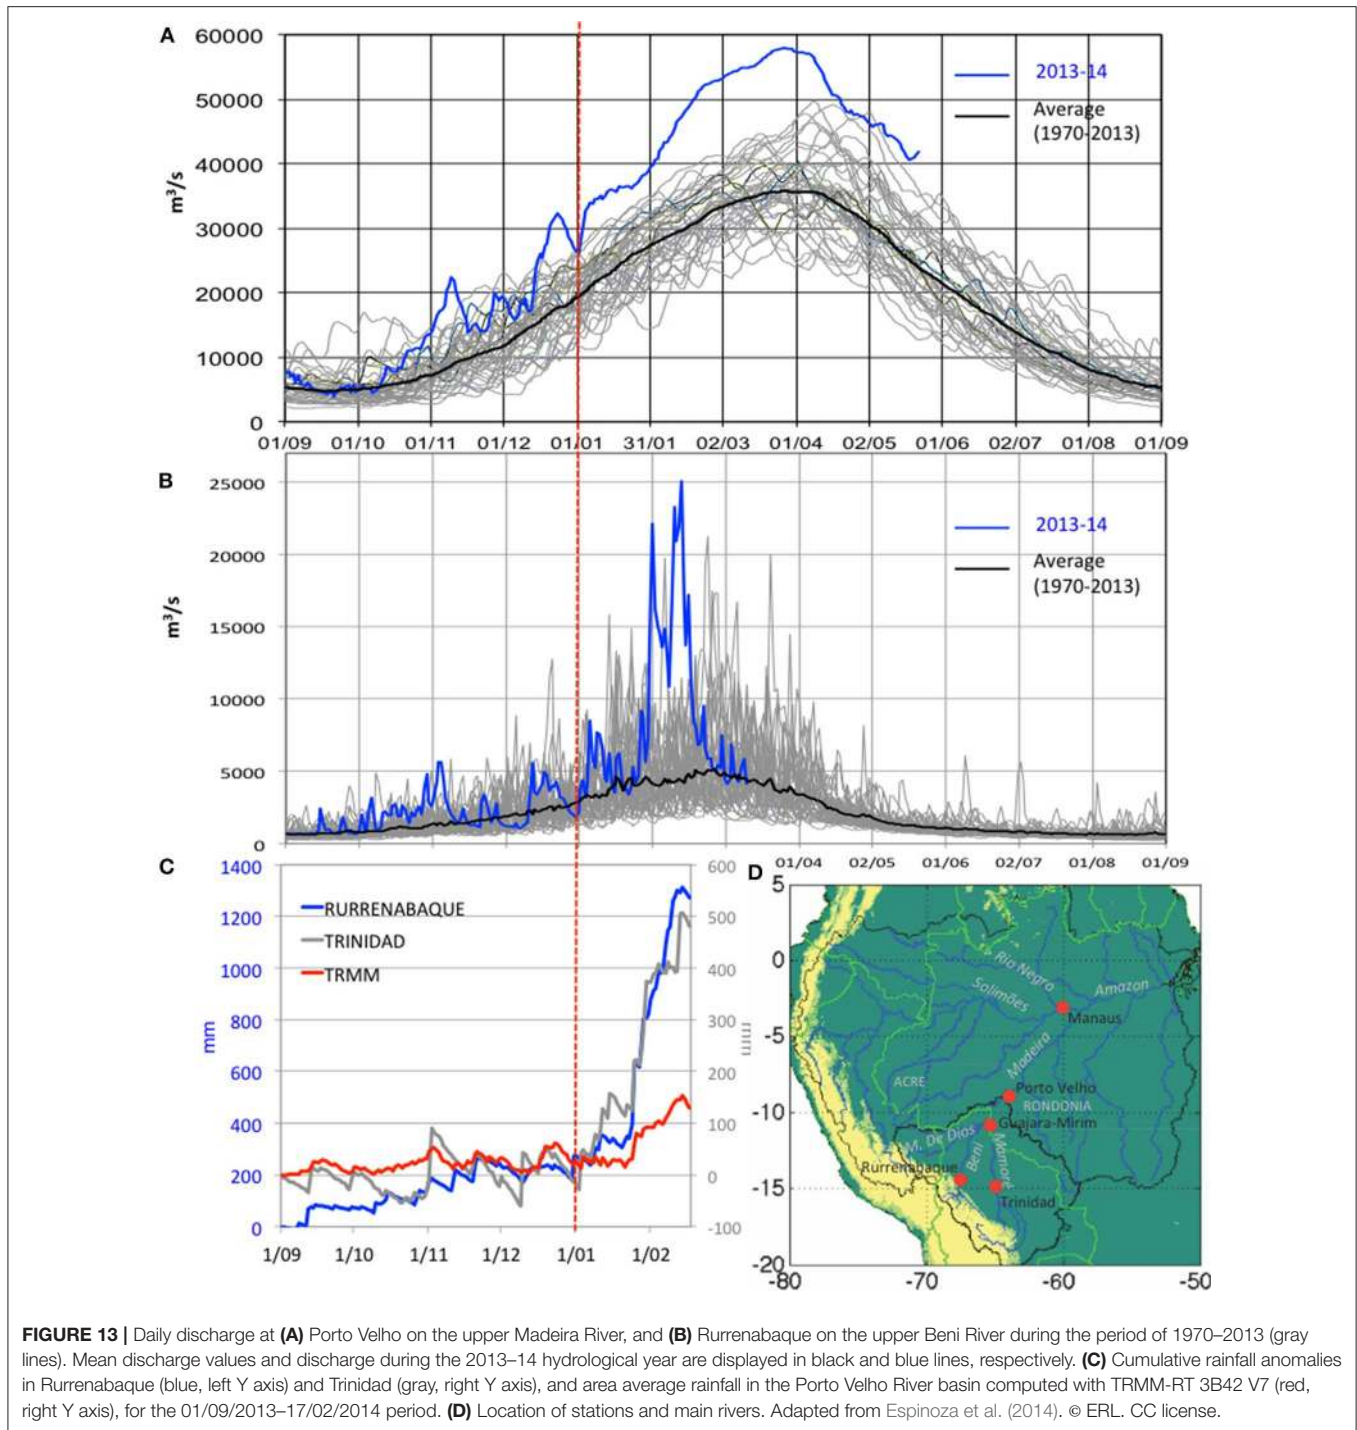 A
60000
50000
40000
30000
20000
10000
0
m³/s
2013-14
Average
(1970-2013)
01/09 01/10 01/11 01/12 01/01 31/01 02/03 01/04 02/05 01/06 02/07 01/08 01/09
B
25000
20000
15000
10000
5000
0
m³/s
2013-14
Average
(1970-2013)
01/04 02/05 01/06 02/07 01/08 01/09
C
1400
1200
1000
800
600
400
200
0
mm
RURRENABAQUE
TRINIDAD
TRMM
600
500
400
300
200
100
0
-100
mm
1/09 1/10 1/11 1/12 1/01 1/02
D
5
0
-5
-10
-15
-20
-80 -70 -60 -50
Rio Negro
Solimões
Amazon
Manaus
Madeira
ACRE
Porto Velho
RONDONIA
Guajara-Mirim
M. De Dios
Beni
Mamoré
Rurrenabaque
Trinidad
FIGURE 13 | Daily discharge at (A) Porto Velho on the upper Madeira River, and (B) Rurrenabaque on the upper Beni River during the period of 1970–2013 (gray
lines). Mean discharge values and discharge during the 2013–14 hydrological year are displayed in black and blue lines, respectively. (C) Cumulative rainfall anomalies
in Rurrenabaque (blue, left Y axis) and Trinidad (gray, right Y axis), and area average rainfall in the Porto Velho River basin computed with TRMM-RT 3B42 V7 (red,
right Y axis), for the 01/09/2013–17/02/2014 period. (D) Location of stations and main rivers. Adapted from Espinoza et al. (2014). © ERL. CC license.